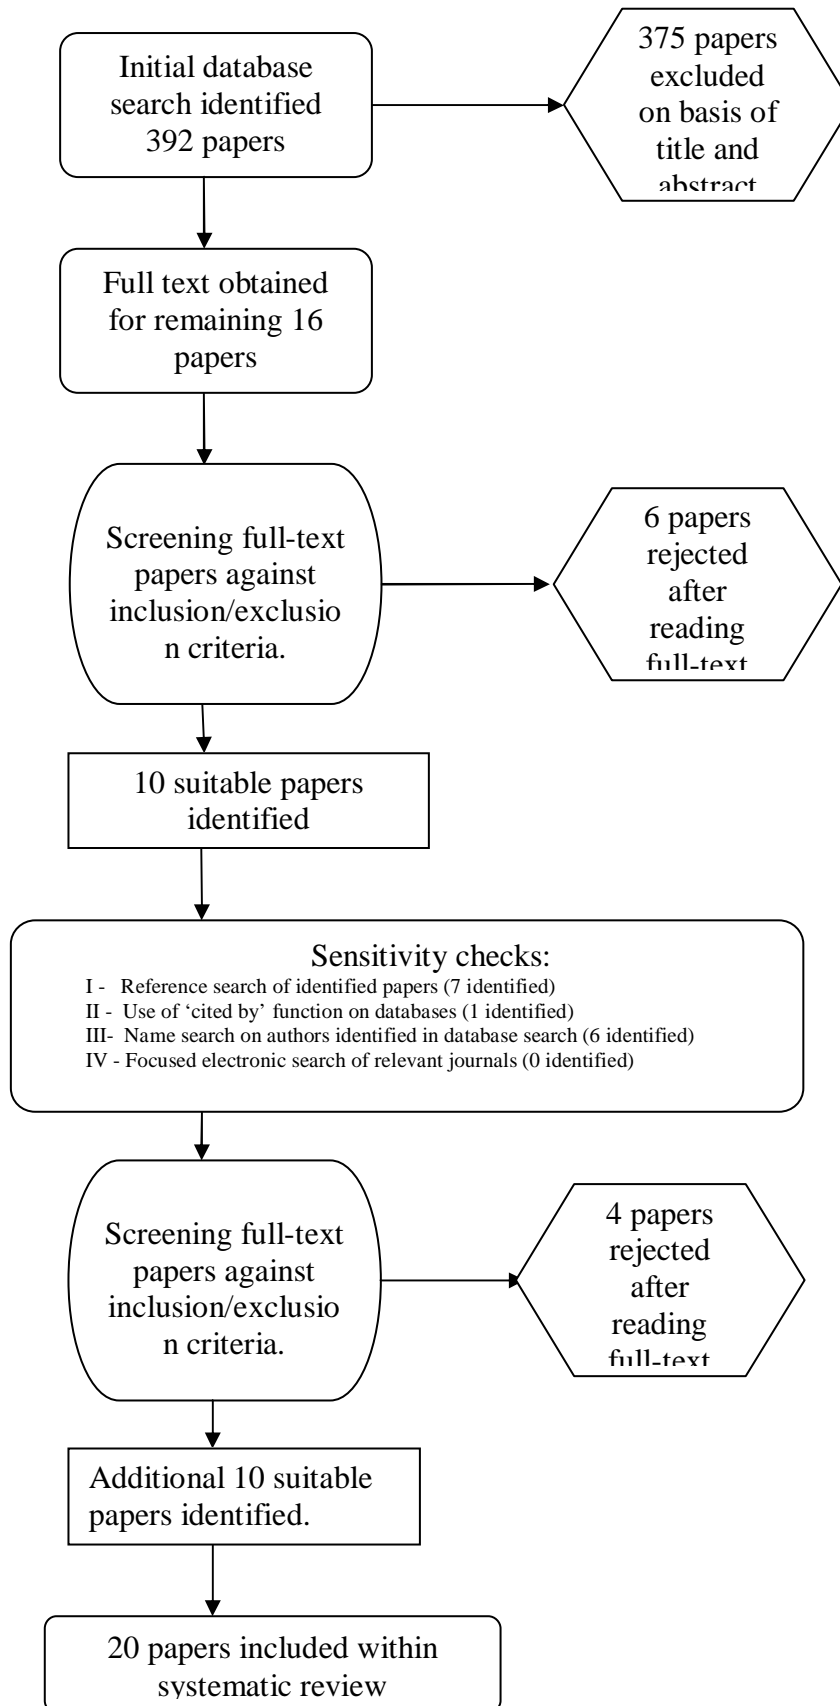 Initial database
search identified
392 papers
375 papers
excluded
on basis of
title and
abstract
Full text obtained
for remaining 16
papers
Screening full-text
papers against
inclusion/exclusio
n criteria.
6 papers
rejected
after
reading
full-text
10 suitable papers
identified
Sensitivity checks:
I - Reference search of identified papers (7 identified)
II - Use of ‘cited by’ function on databases (1 identified)
III- Name search on authors identified in database search (6 identified)
IV - Focused electronic search of relevant journals (0 identified)
Screening full-text
papers against
inclusion/exclusio
n criteria.
4 papers
rejected
after
reading
full-text
Additional 10 suitable
papers identified.
20 papers included within
systematic review